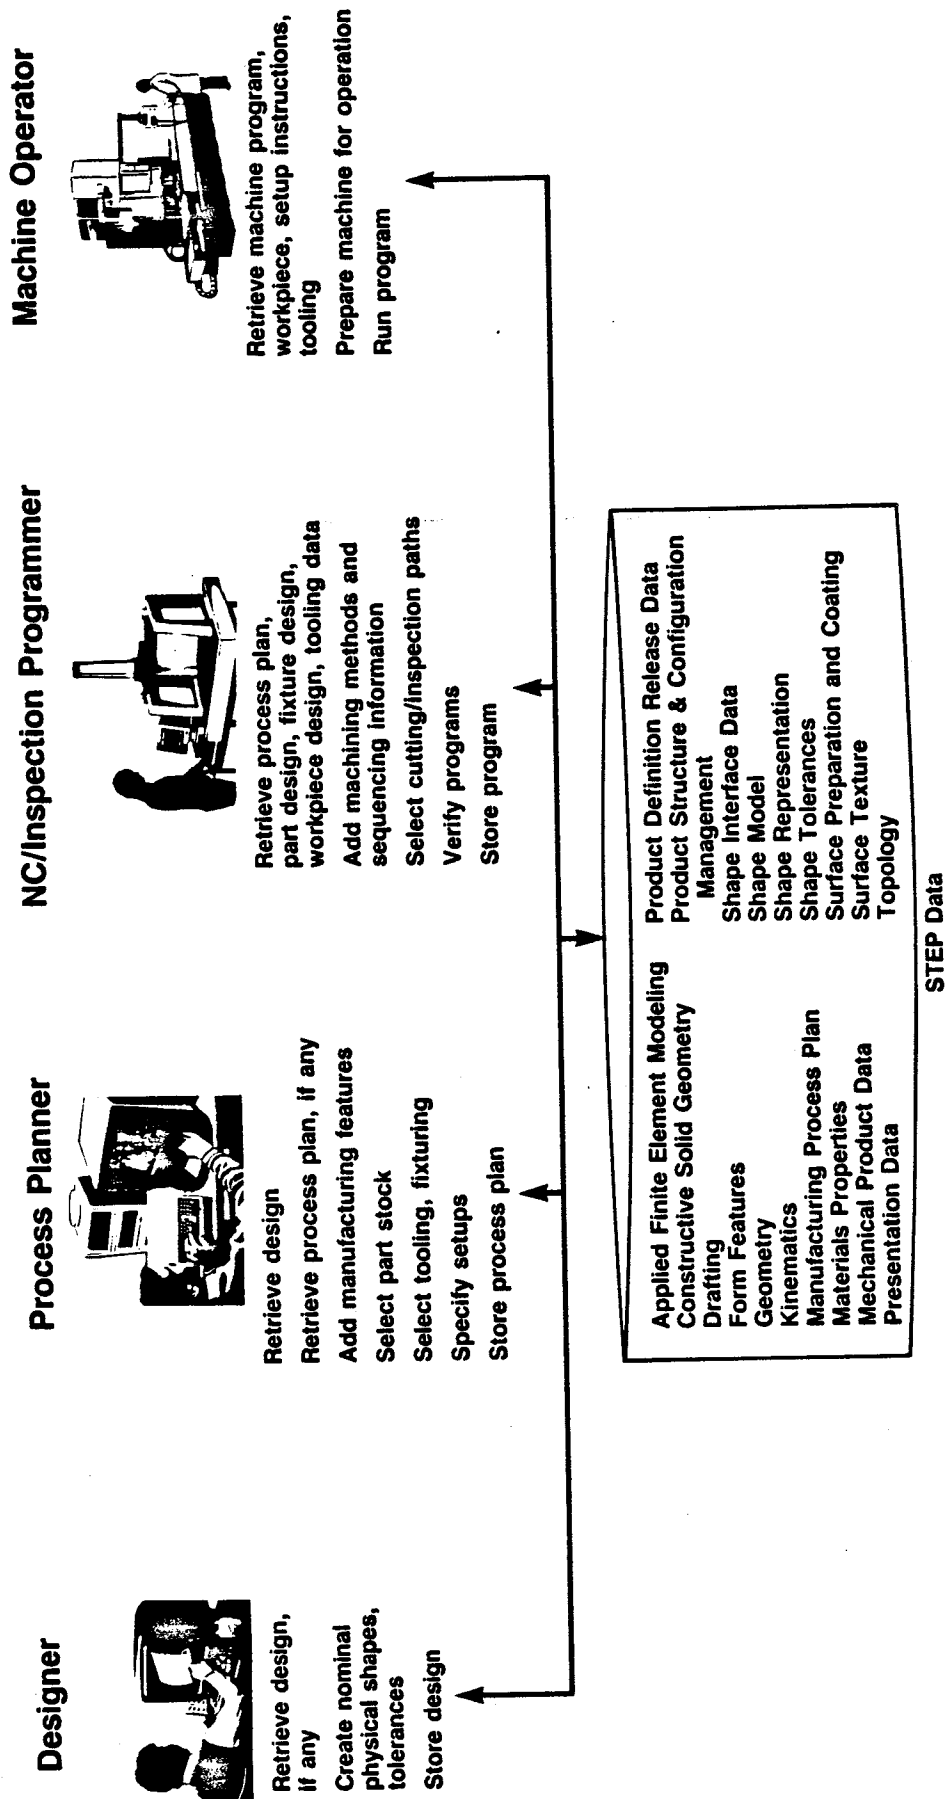 Designer
Retrieve design,
if any
Create nominal
physical shapes,
tolerances
Store design
Process Planner
Retrieve design
Retrieve process plan, if any
Add manufacturing features
Select part stock
Select tooling, fixturing
Specify setups
Store process plan
NC/Inspection Programmer
Retrieve process plan,
part design, fixture design,
workpiece design, tooling data
Add machining methods and
sequencing information
Select cutting/inspection paths
Verify programs
Store program
Machine Operator
Retrieve machine program,
workpiece, setup instructions,
tooling
Prepare machine for operation
Run program
Applied Finite Element Modeling
Constructive Solid Geometry
Drafting
Form Features
Geometry
Kinematics
Manufacturing Process Plan
Materials Properties
Mechanical Product Data
Presentation Data
Product Definition Release Data
Product Structure & Configuration
Management
Shape Interface Data
Shape Model
Shape Representation
Shape Tolerances
Surface Preparation and Coating
Surface Texture
Topology
STEP Data